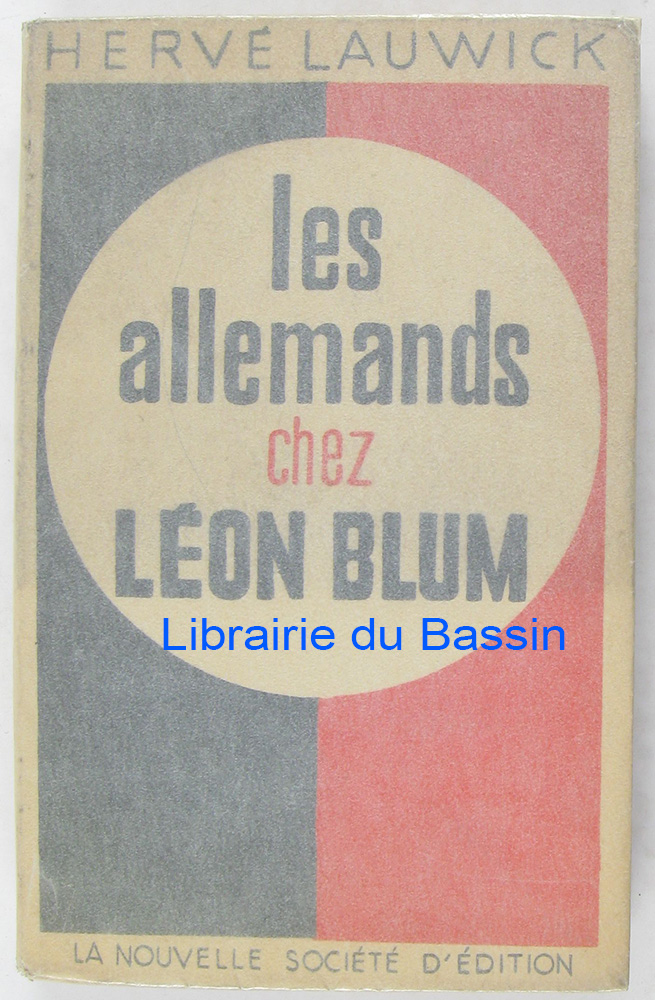 HERVÉ LAUWICK
les
allemands
chez
LÉON BLUM
Librairie du Bassin
LA NOUVELLE SOCIÉTÉ D'ÉDITION